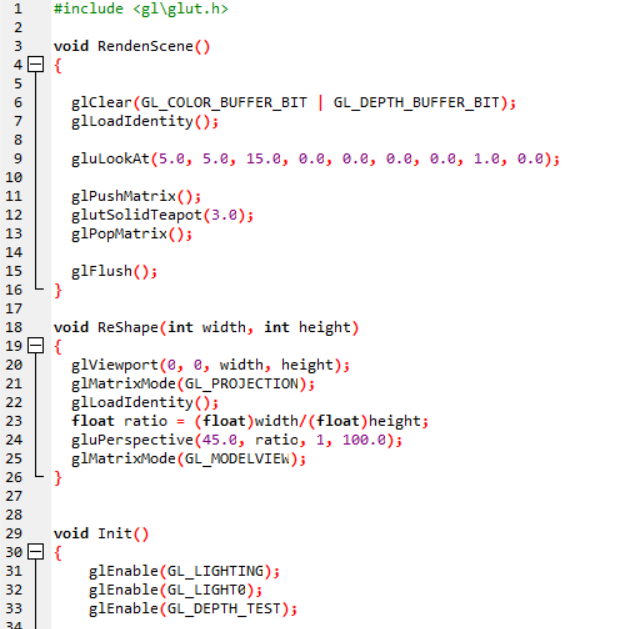 1 #include <gl\glut.h>
2
3 void RendenScene()
4 {
5
6 glClear(GL_COLOR_BUFFER_BIT | GL_DEPTH_BUFFER_BIT);
7 glLoadIdentity();
8
9 gluLookAt(5.0, 5.0, 15.0, 0.0, 0.0, 0.0, 0.0, 1.0, 0.0);
10
11 glPushMatrix();
12 glutSolidTeapot(3.0);
13 glPopMatrix();
14
15 glFlush();
16 }
17
18 void ReShape(int width, int height)
19 {
20 glViewport(0, 0, width, height);
21 glMatrixMode(GL_PROJECTION);
22 glLoadIdentity();
23 float ratio = (float)width/(float)height;
24 gluPerspective(45.0, ratio, 1, 100.0);
25 glMatrixMode(GL_MODELVIEW);
26 }
27
28
29 void Init()
30 {
31 glEnable(GL_LIGHTING);
32 glEnable(GL_LIGHT0);
33 glEnable(GL_DEPTH_TEST);
34